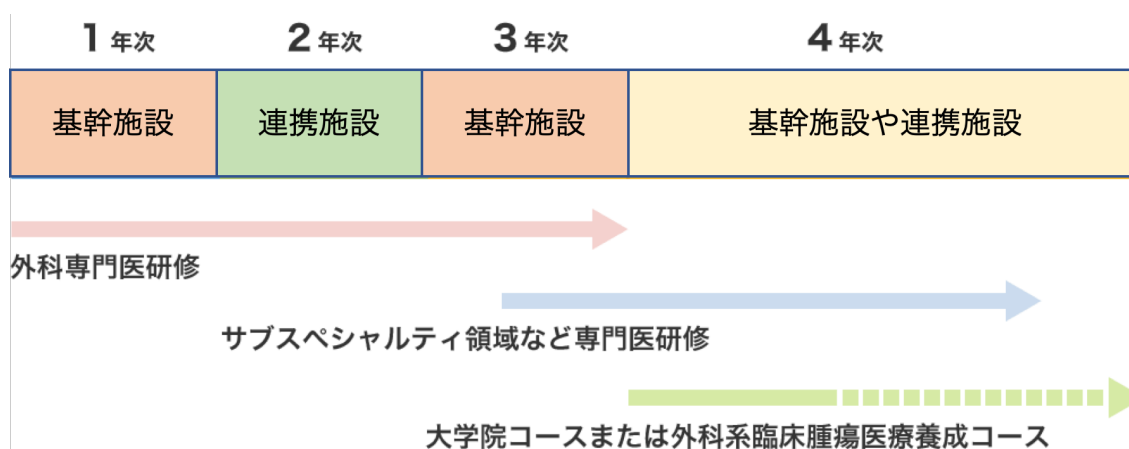 1 年次 2 年次 3 年次 4 年次
基幹施設 連携施設 基幹施設 基幹施設や連携施設
外科専門医研修
サブスペシャルティ領域など専門医研修
大学院コースまたは外科系臨床腫瘍医療養成コース